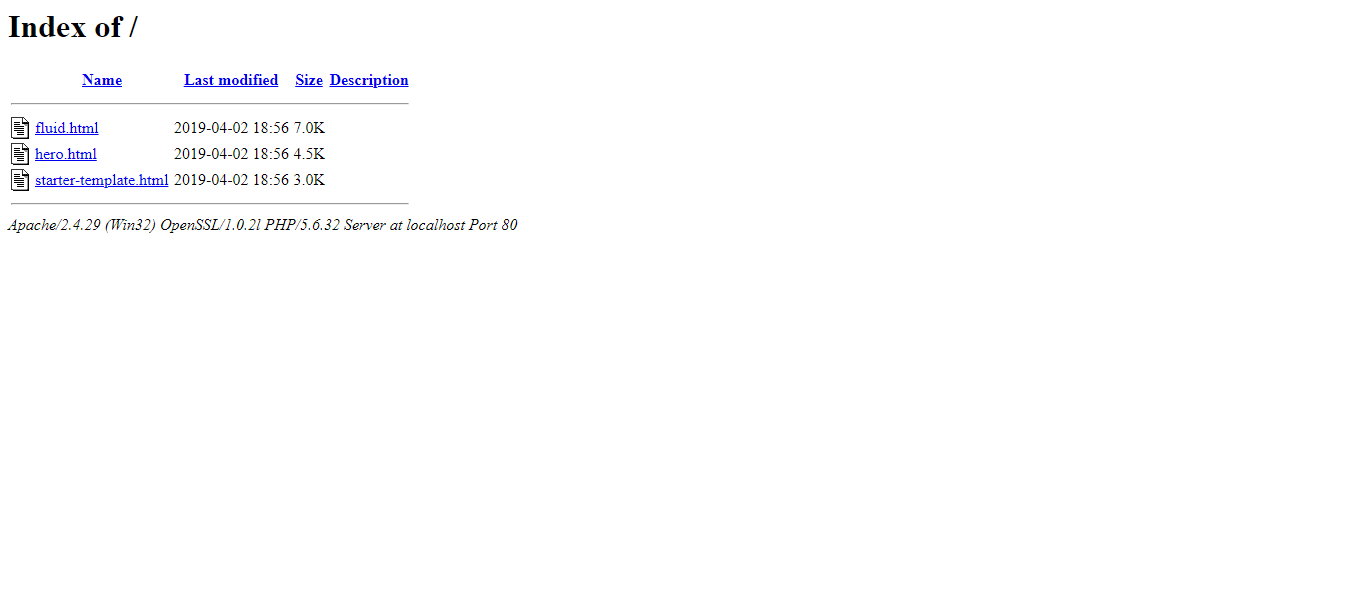 Index of /
Name Last modified Size Description
fluid.html 2019-04-02 18:56 7.0K
hero.html 2019-04-02 18:56 4.5K
starter-template.html 2019-04-02 18:56 3.0K
Apache/2.4.29 (Win32) OpenSSL/1.0.2l PHP/5.6.32 Server at localhost Port 80